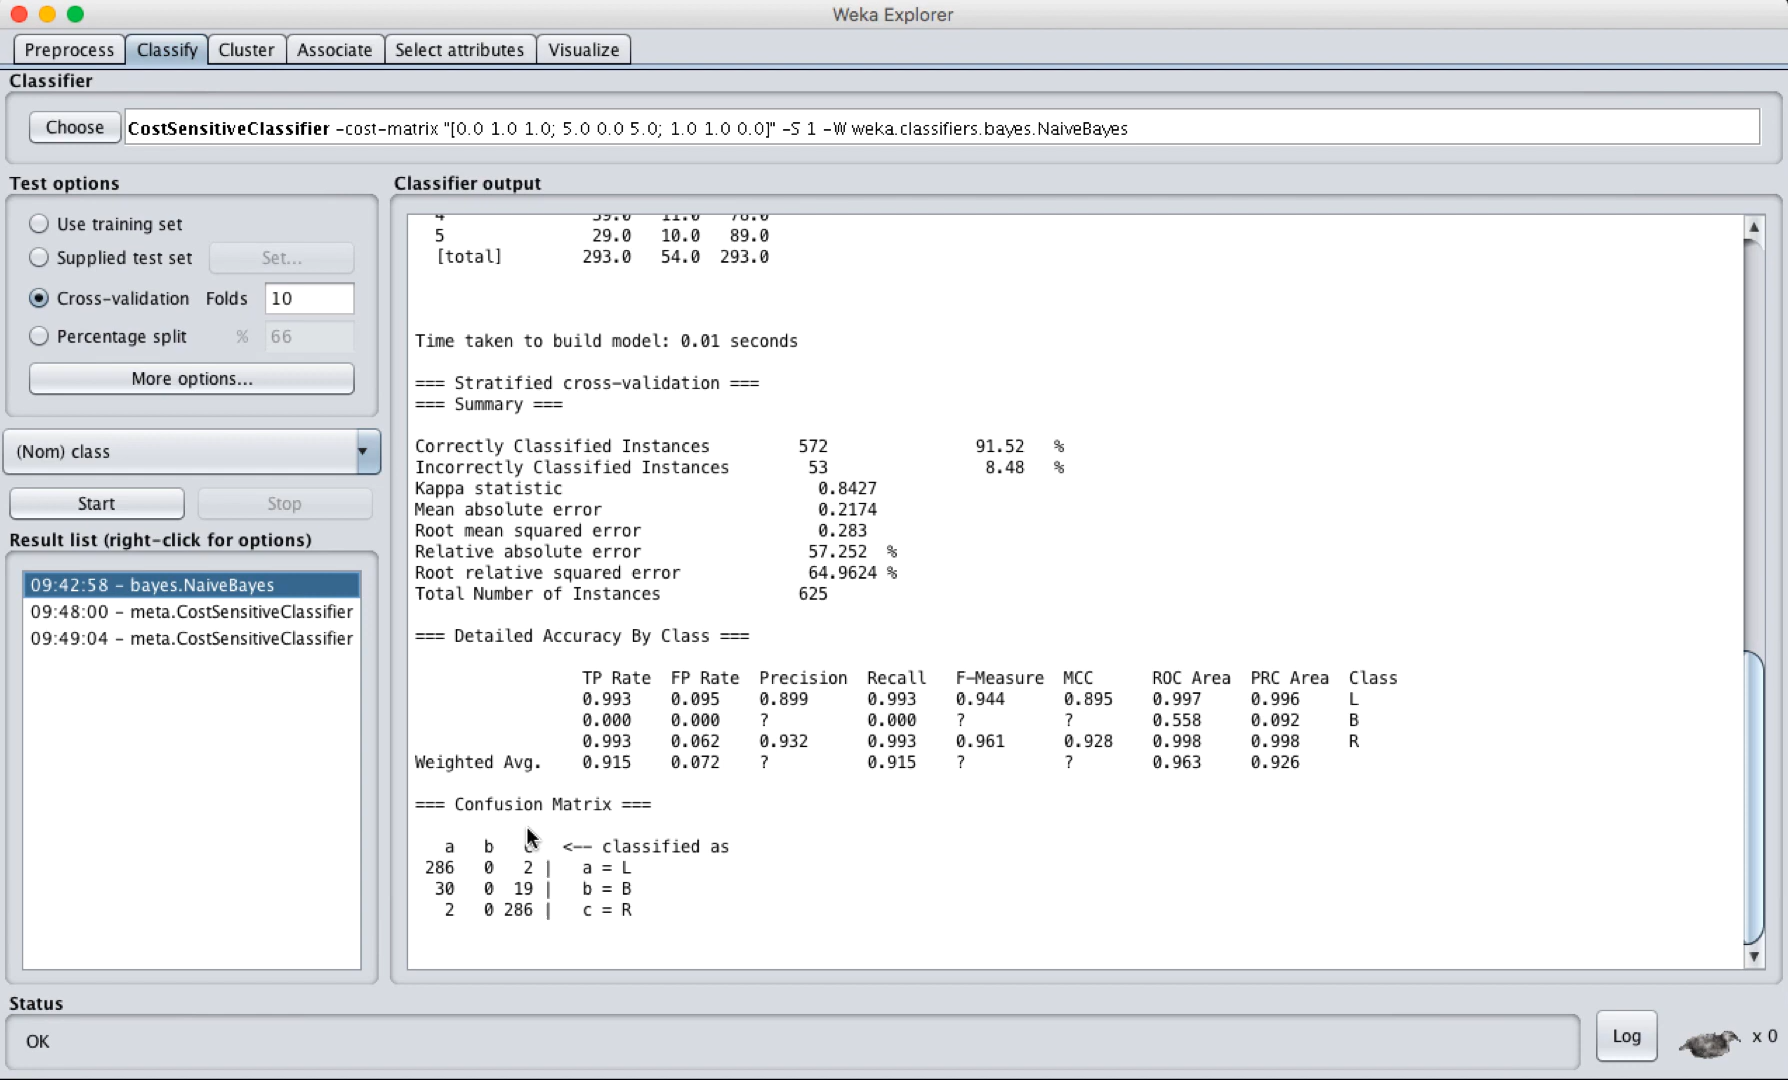 Weka Explorer
Preprocess Classify Cluster Associate Select attributes Visualize
Classifier
Choose CostSensitiveClassifier -cost-matrix "[0.0 1.0 1.0; 5.0 0.0 5.0; 1.0 1.0 0.0]" -S 1 -W weka.classifiers.bayes.NaiveBayes
Test options
Use training set
Supplied test set Set...
Cross-validation Folds 10
Percentage split % 66
More options...
(Nom) class
Start Stop
Result list (right-click for options)
09:42:58 - bayes.NaiveBayes
09:48:00 - meta.CostSensitiveClassifier
09:49:04 - meta.CostSensitiveClassifier
Classifier output
5 29.0 10.0 89.0
[total] 293.0 54.0 293.0
Time taken to build model: 0.01 seconds
=== Stratified cross-validation ===
=== Summary ===
Correctly Classified Instances 572 91.52 %
Incorrectly Classified Instances 53 8.48 %
Kappa statistic 0.8427
Mean absolute error 0.2174
Root mean squared error 0.283
Relative absolute error 57.252 %
Root relative squared error 64.9624 %
Total Number of Instances 625
=== Detailed Accuracy By Class ===
TP Rate FP Rate Precision Recall F-Measure MCC ROC Area PRC Area Class
0.993 0.095 0.899 0.993 0.944 0.895 0.997 0.996 L
0.000 0.000 ? 0.000 ? ? 0.558 0.092 B
0.993 0.062 0.932 0.993 0.961 0.928 0.998 0.998 R
Weighted Avg. 0.915 0.072 ? 0.915 ? ? 0.963 0.926
=== Confusion Matrix ===
a b c <-- classified as
286 0 2 | a = L
30 0 19 | b = B
2 0 286 | c = R
Status
OK
Log
x 0